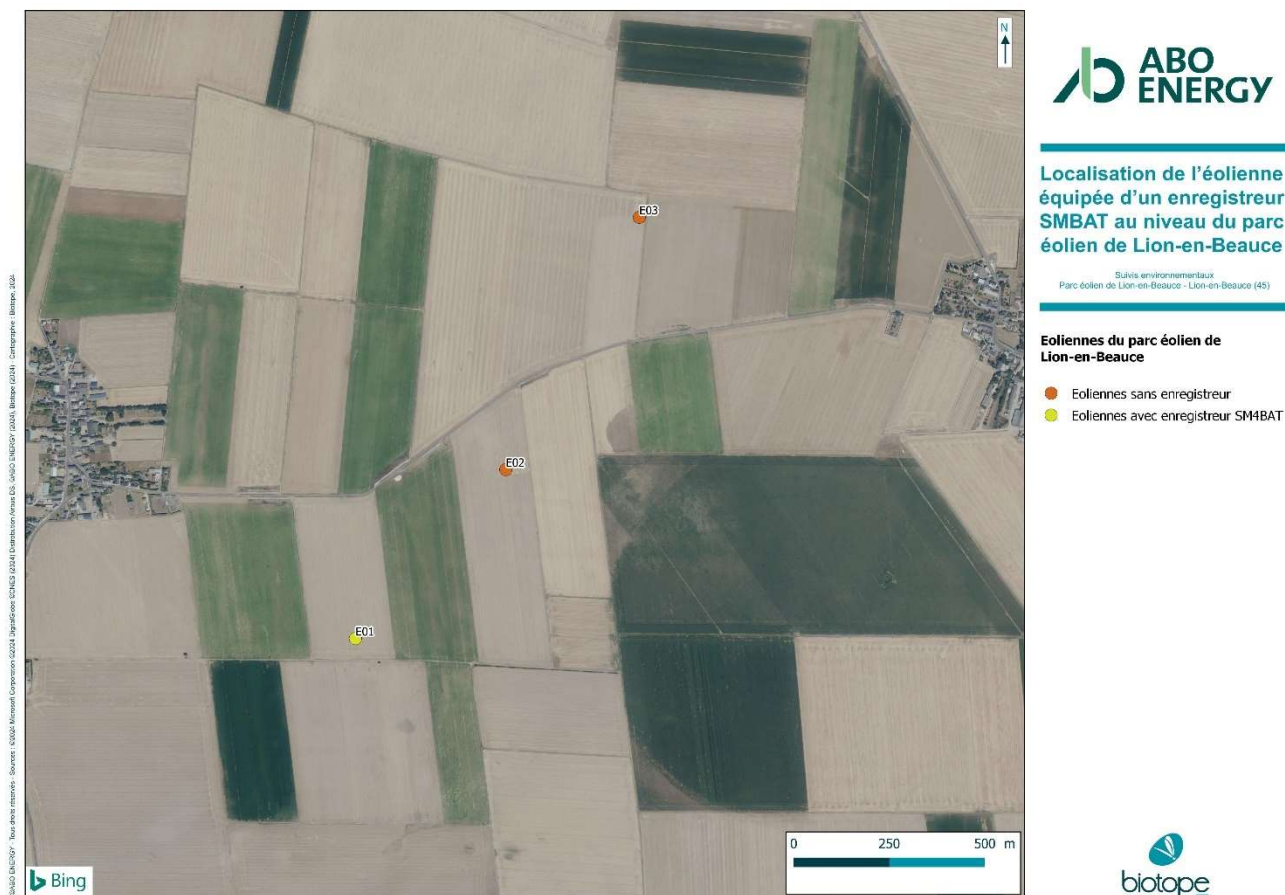 N
ABO
ENERGY
Localisation de l'éolienne
équipée d'un enregistreur
SMBAT au niveau du parc
éolien de Lion-en-Beauce
Suivis environnementaux
Parc éolien de Lion-en-Beauce - Lion-en-Beauce (45)
Eoliennes du parc éolien de
Lion-en-Beauce
Eoliennes sans enregistreur
Eoliennes avec enregistreur SM4BAT
E03
E02
E01
0 250 500 m
Bing
biotope